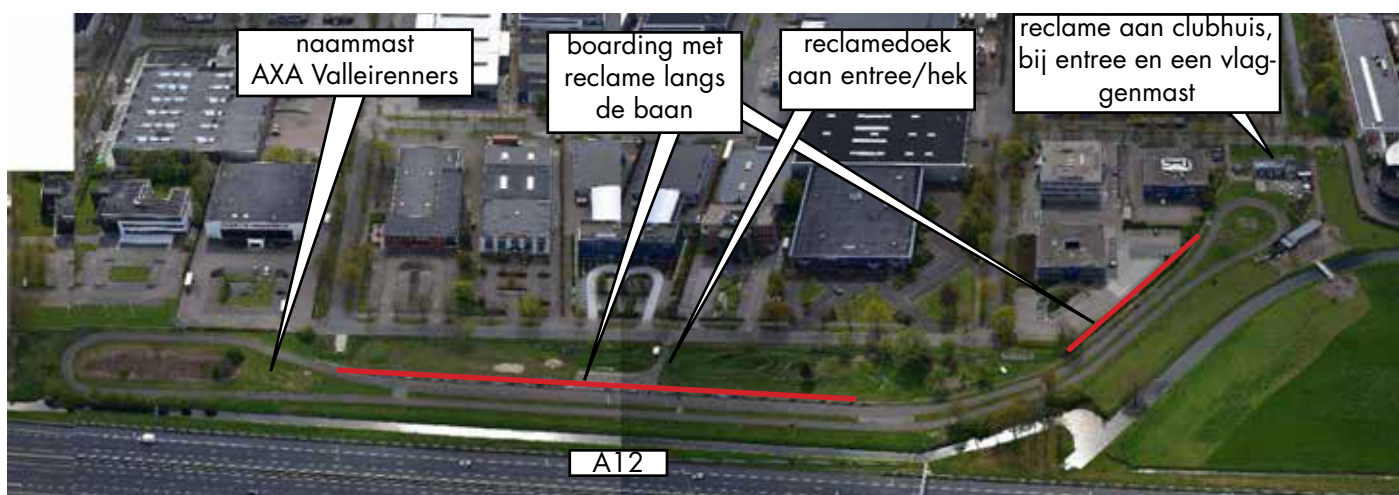 naammast
AXA Valleirenners
boarding met
reclame langs
de baan
reclamedoek
aan entree/hek
reclame aan clubhuis,
bij entree en een vlag-
genmast
A12